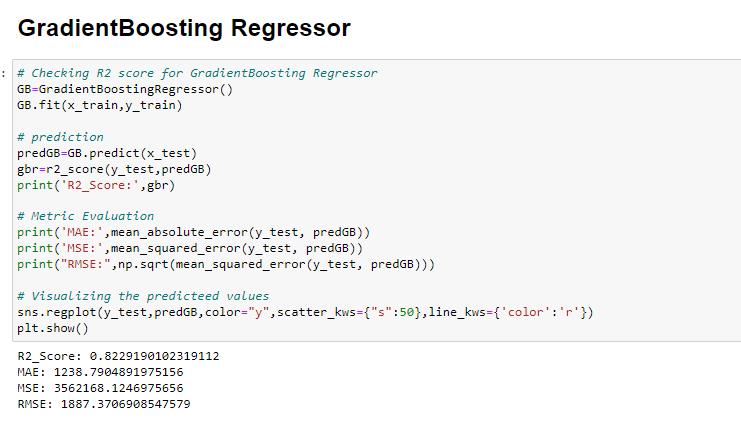 GradientBoosting Regressor
: # Checking R2 score for GradientBoosting Regressor
GB=GradientBoostingRegressor()
GB.fit(x_train,y_train)
# prediction
predGB=GB.predict(x_test)
gbr=r2_score(y_test,predGB)
print('R2_Score:',gbr)
# Metric Evaluation
print('MAE:',mean_absolute_error(y_test, predGB))
print('MSE:',mean_squared_error(y_test, predGB))
print("RMSE:",np.sqrt(mean_squared_error(y_test, predGB)))
# Visualizing the predicteed values
sns.regplot(y_test,predGB,color="y",scatter_kws={"s":50},line_kws={'color':'r'})
plt.show()
R2_Score: 0.8229190102319112
MAE: 1238.7904891975156
MSE: 3562168.1246975656
RMSE: 1887.3706908547579